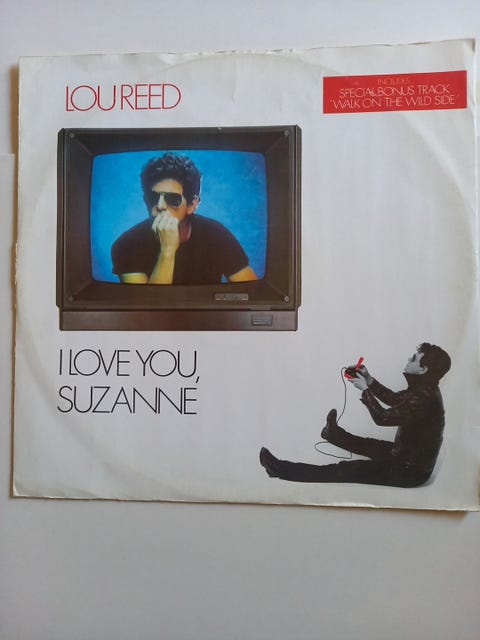 LOU REED
INCLUDES
SPECIAL BONUS TRACK
'WALK ON THE WILD SIDE'
I LOVE YOU,
SUZANNE